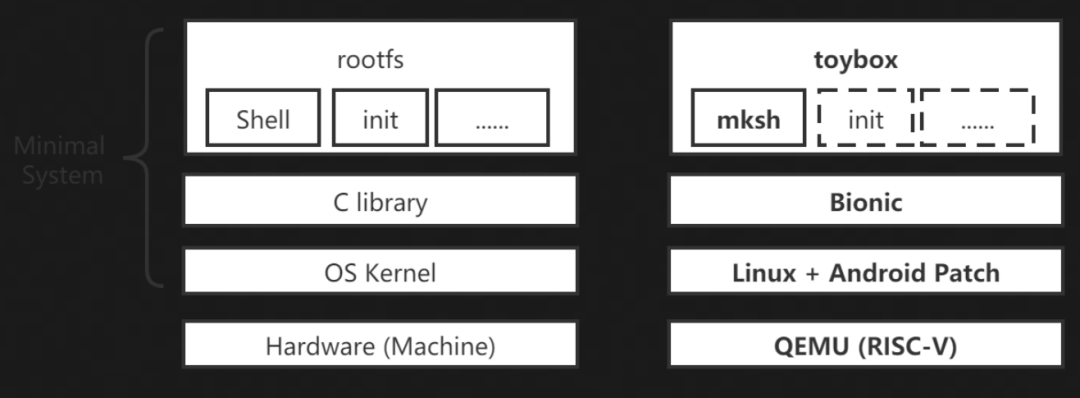 Minimal
System
rootfs
Shell
init
......
C library
OS Kernel
Hardware (Machine)
toybox
mksh
init
......
Bionic
Linux + Android Patch
QEMU (RISC-V)